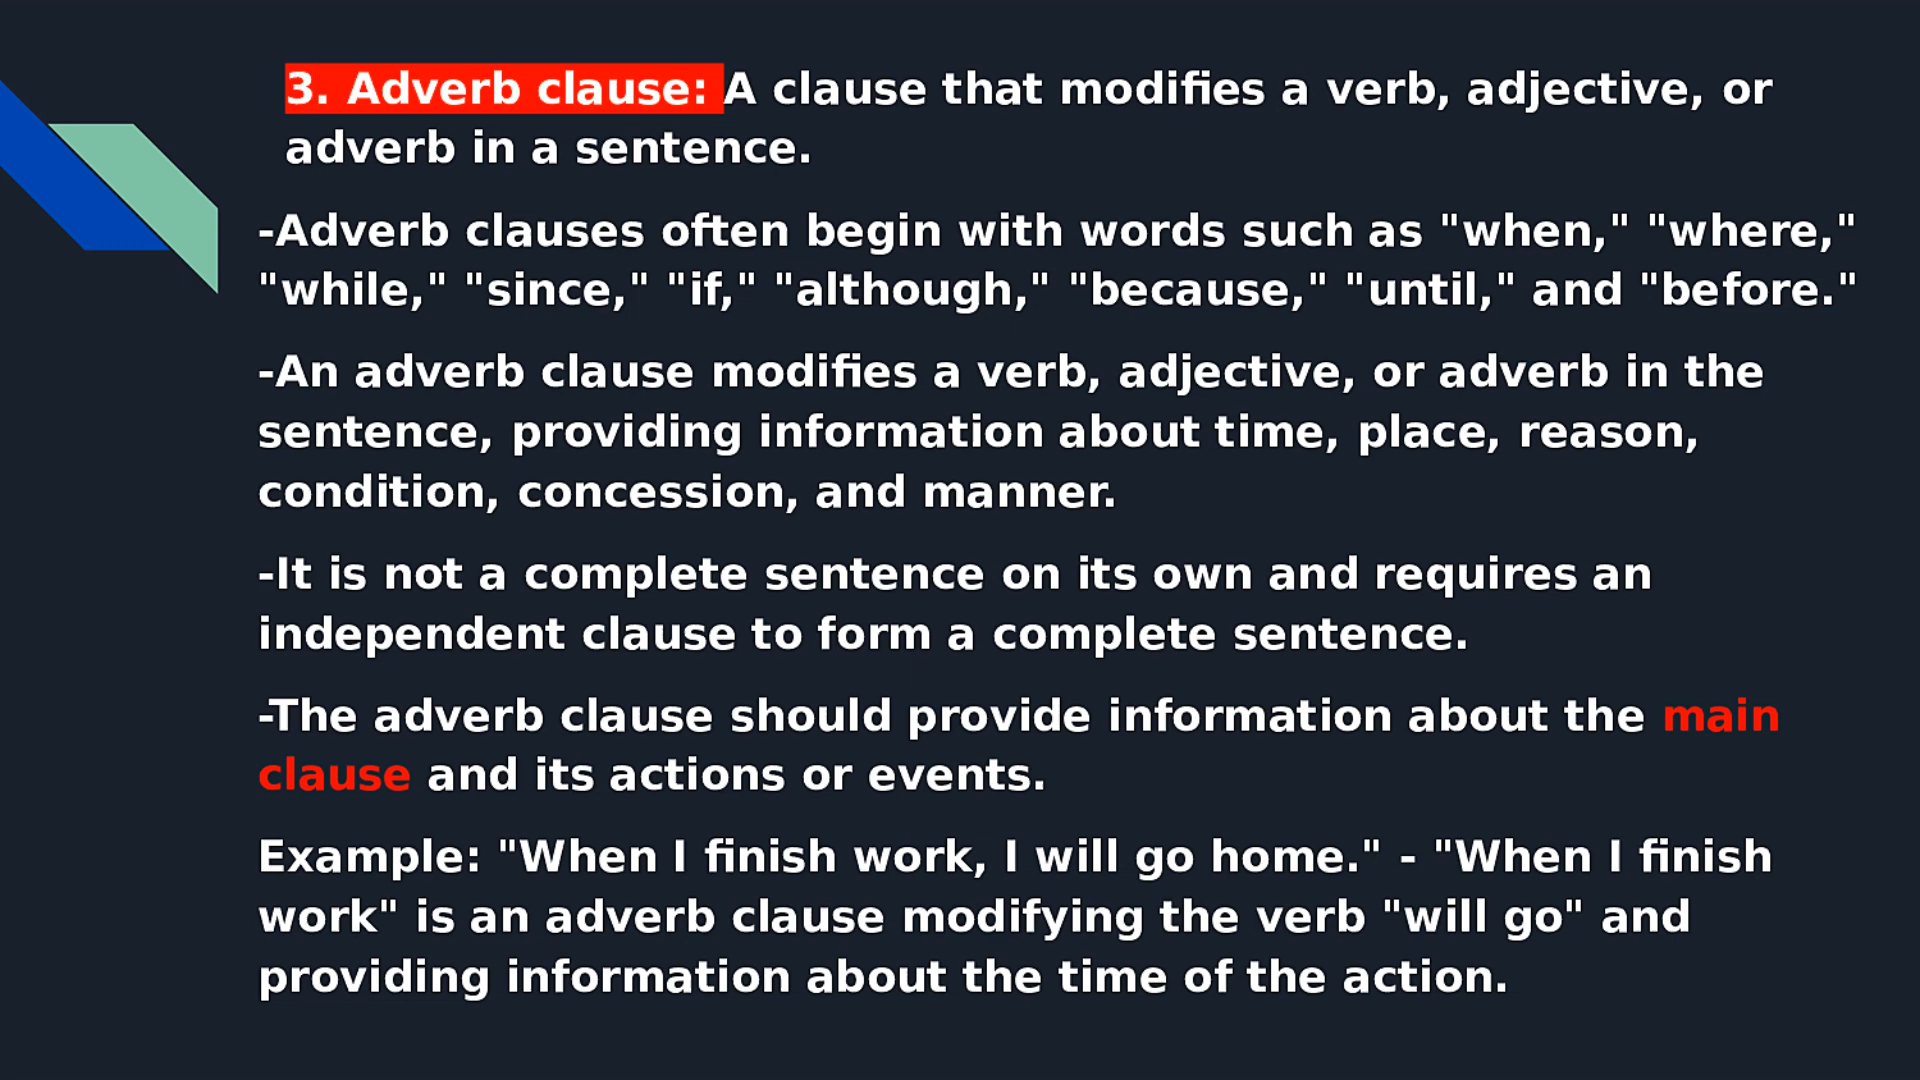 3. Adverb clause: A clause that modifies a verb, adjective, or
adverb in a sentence.
-Adverb clauses often begin with words such as "when," "where,"
"while," "since," "if," "although," "because," "until," and "before."
-An adverb clause modifies a verb, adjective, or adverb in the
sentence, providing information about time, place, reason,
condition, concession, and manner.
-It is not a complete sentence on its own and requires an
independent clause to form a complete sentence.
-The adverb clause should provide information about the main
clause and its actions or events.
Example: "When I finish work, I will go home." - "When I finish
work" is an adverb clause modifying the verb "will go" and
providing information about the time of the action.